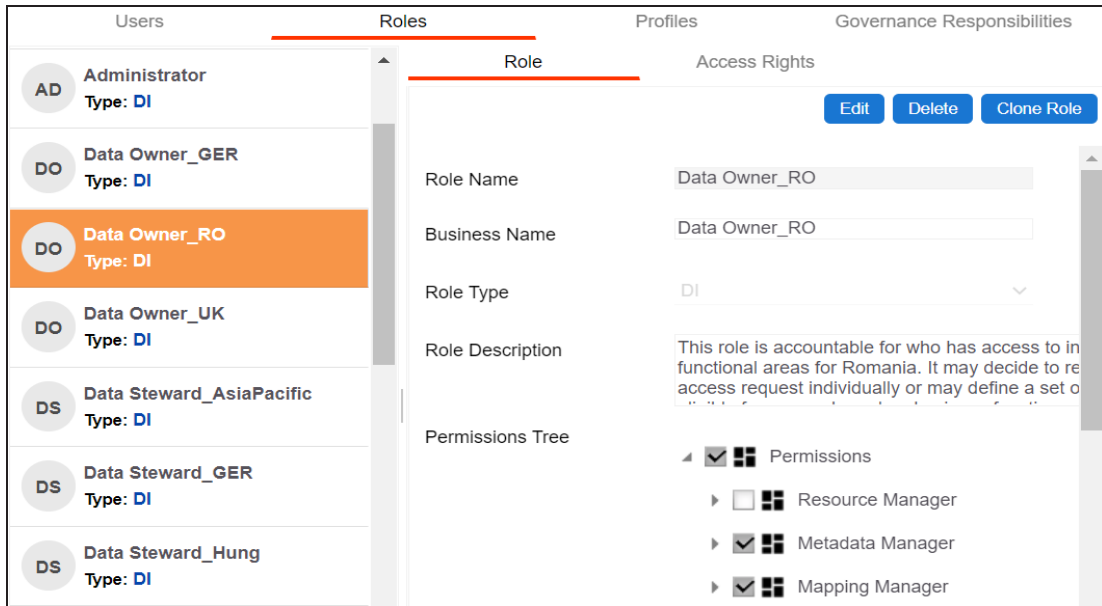 Users
Roles
Profiles
Governance Responsibilities
AD
Administrator
Type: DI
DO
Data Owner_GER
Type: DI
DO
Data Owner_RO
Type: DI
DO
Data Owner_UK
Type: DI
DS
Data Steward_AsiaPacific
Type: DI
DS
Data Steward_GER
Type: DI
DS
Data Steward_Hung
Type: DI
Role
Access Rights
Edit
Delete
Clone Role
Role Name
Data Owner_RO
Business Name
Data Owner_RO
Role Type
DI
Role Description
This role is accountable for who has access to in
functional areas for Romania. It may decide to re
access request individually or may define a set o
Permissions Tree
Permissions
Resource Manager
Metadata Manager
Mapping Manager